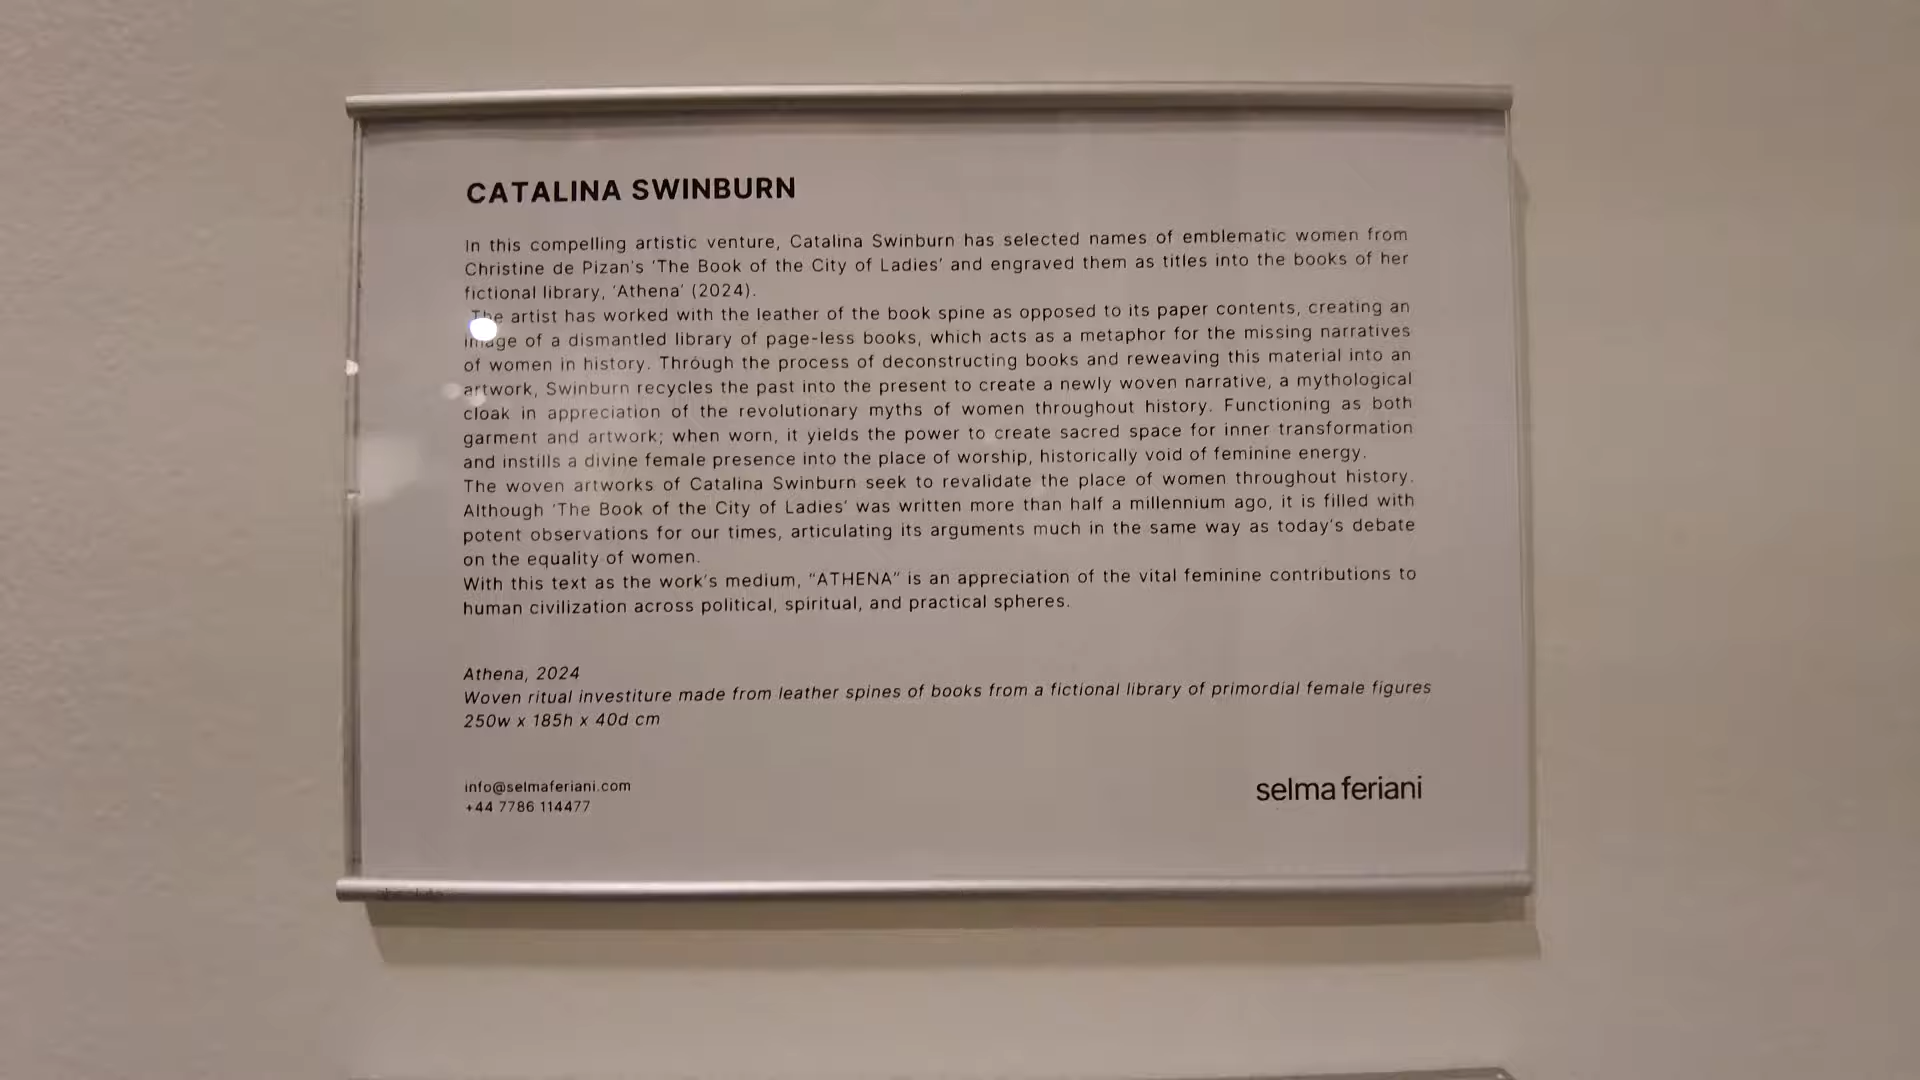 CATALINA SWINBURN
In this compelling artistic venture, Catalina Swinburn has selected names of emblematic women from
Christine de Pizan's 'The Book of the City of Ladies' and engraved them as titles into the books of her
fictional library, 'Athena' (2024).
The artist has worked with the leather of the book spine as opposed to its paper contents, creating an
image of a dismantled library of page-less books, which acts as a metaphor for the missing narratives
of women in history. Through the process of deconstructing books and reweaving this material into an
artwork, Swinburn recycles the past into the present to create a newly woven narrative, a mythological
cloak in appreciation of the revolutionary myths of women throughout history. Functioning as both
garment and artwork; when worn, it yields the power to create sacred space for inner transformation
and instills a divine female presence into the place of worship, historically void of feminine energy.
The woven artworks of Catalina Swinburn seek to revalidate the place of women throughout history.
Although 'The Book of the City of Ladies' was written more than half a millennium ago, it is filled with
potent observations for our times, articulating its arguments much in the same way as today's debate
on the equality of women.
With this text as the work's medium, "ATHENA" is an appreciation of the vital feminine contributions to
human civilization across political, spiritual, and practical spheres.
Athena, 2024
Woven ritual investiture made from leather spines of books from a fictional library of primordial female figures
250w x 185h x 40d cm
info@selmaferiani.com
+44 7786 114477
selma feriani